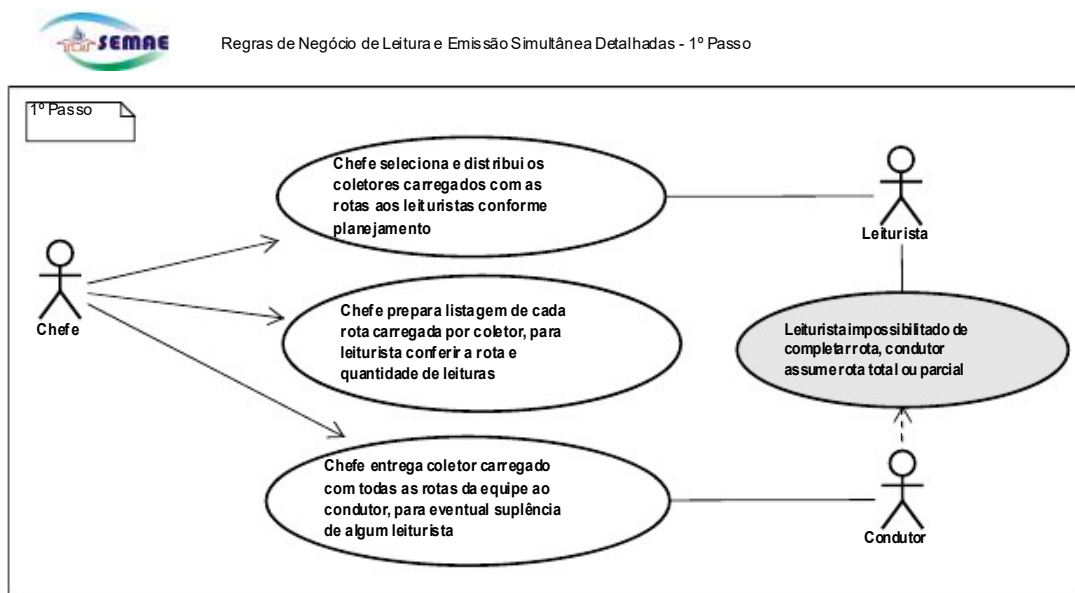 SEMAE
Regras de Negócio de Leitura e Emissão Simultânea Detalhadas - 1º Passo
1º Passo
Chefe seleciona e distribui os
coletores carregados com as
rotas aos leituristas conforme
planejamento
Leiturista
Chefe
Chefe prepara listagem de cada
rota carregada por coletor, para
leiturista conferir a rota e
quantidade de leituras
Leiturista impossibilitado de
completar rota, condutor
assume rota total ou parcial
Chefe entrega coletor carregado
com todas as rotas da equipe ao
condutor, para eventual suplência
de algum leiturista
Condutor